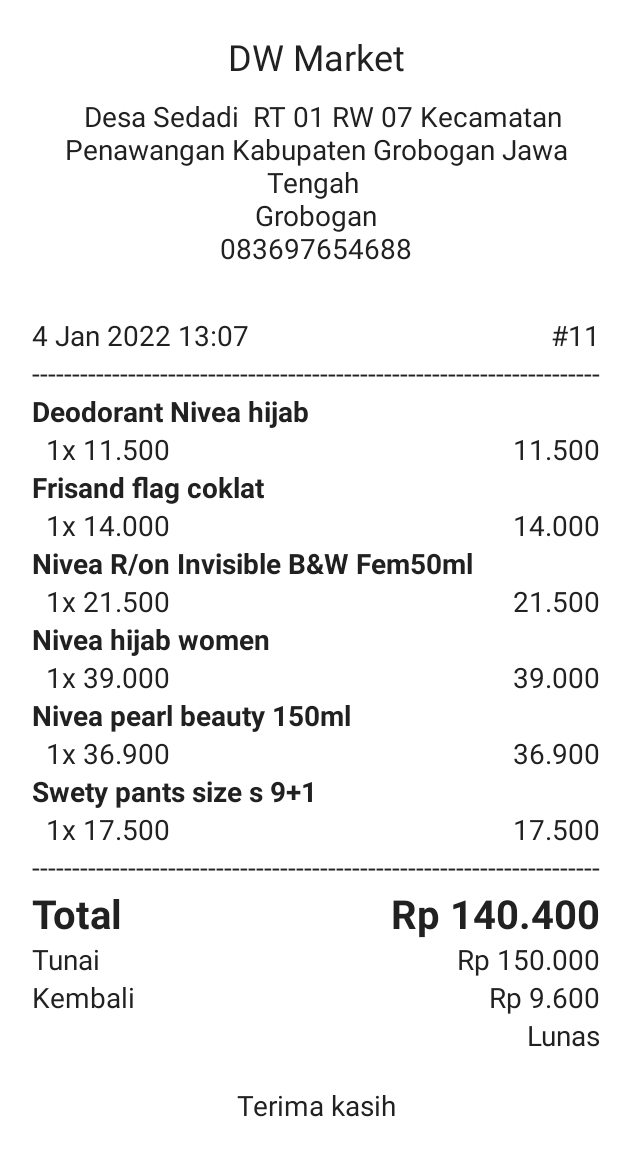 DW Market
Desa Sedadi  RT 01 RW 07 Kecamatan
Penawangan Kabupaten Grobogan Jawa
Tengah
Grobogan
083697654688
4 Jan 2022 13:07 #11
--------------------------------------------------------------------
Deodorant Nivea hijab
1x 11.500 11.500
Frisand flag coklat
1x 14.000 14.000
Nivea R/on Invisible B&W Fem50ml
1x 21.500 21.500
Nivea hijab women
1x 39.000 39.000
Nivea pearl beauty 150ml
1x 36.900 36.900
Swety pants size s 9+1
1x 17.500 17.500
--------------------------------------------------------------------
Total Rp 140.400
Tunai Rp 150.000
Kembali Rp 9.600
Lunas
Terima kasih